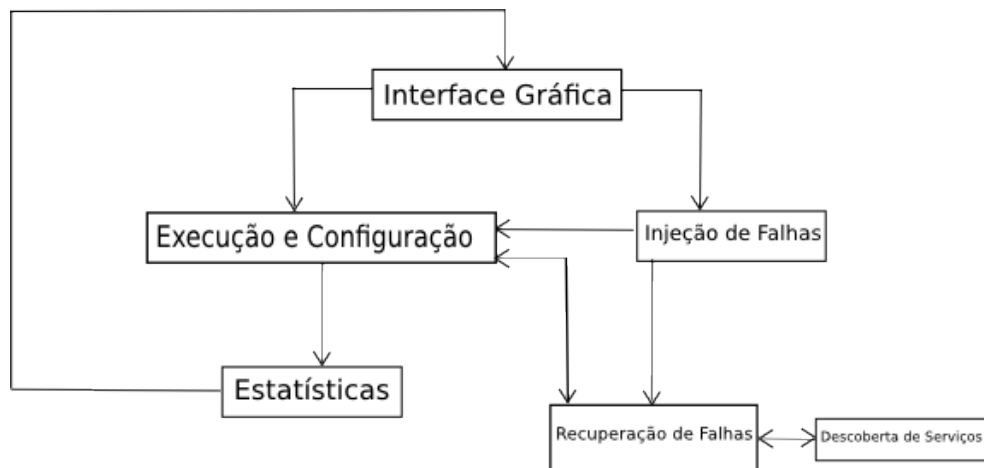 Interface Gráfica
Execução e Configuração
Injeção de Falhas
Estatísticas
Recuperação de Falhas
Descoberta de Serviços